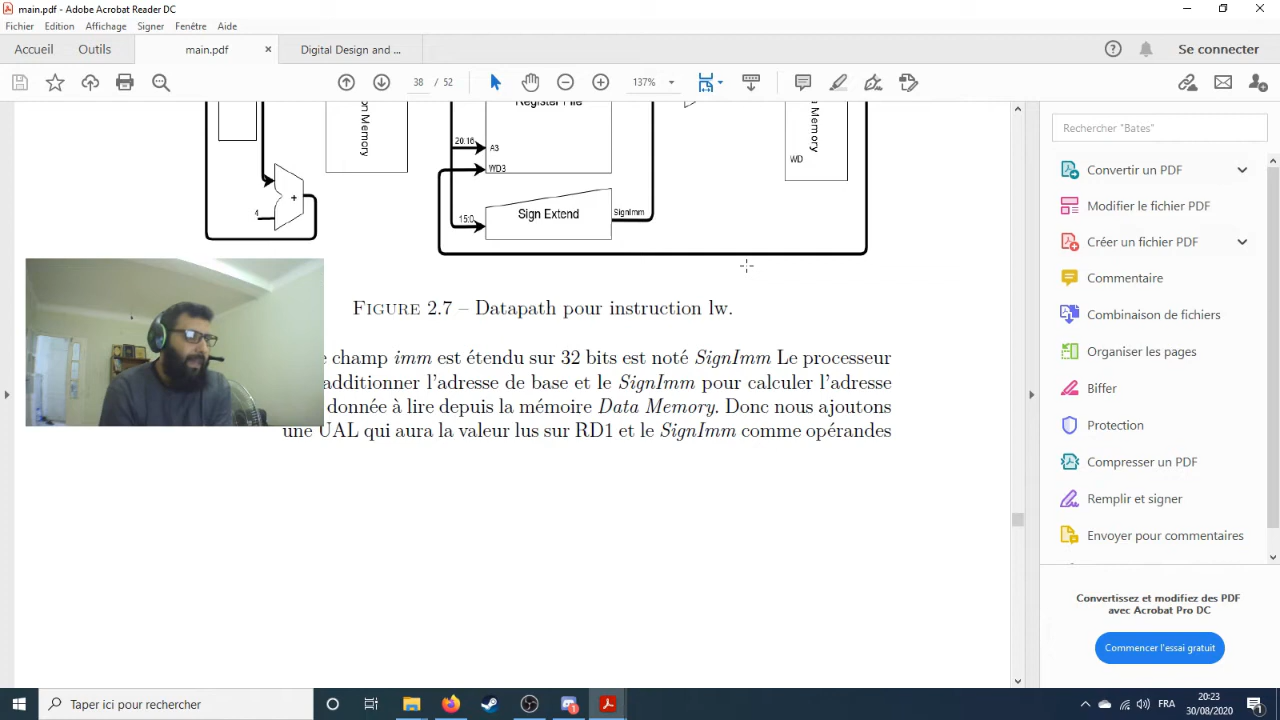 main.pdf - Adobe Acrobat Reader DC
Fichier Edition Affichage Signer Fenêtre Aide
Accueil Outils main.pdf × Digital Design and ... Se connecter
38 / 52 137%
Register File
Memory
Memory
20:16 A3
WD3
WD
4 +
15:0 Sign Extend SignImm
FIGURE 2.7 – Datapath pour instruction lw.
champ imm est étendu sur 32 bits est noté SignImm Le processeur
additionner l'adresse de base et le SignImm pour calculer l'adresse
donnée à lire depuis la mémoire Data Memory. Donc nous ajoutons
une UAL qui aura la valeur lus sur RD1 et le SignImm comme opérandes
Rechercher "Bates"
Convertir un PDF
Modifier le fichier PDF
Créer un fichier PDF
Commentaire
Combinaison de fichiers
Organiser les pages
Biffer
Protection
Compresser un PDF
Remplir et signer
Envoyer pour commentaires
Convertissez et modifiez des PDF
avec Acrobat Pro DC
Commencer l'essai gratuit
Taper ici pour rechercher
FRA
20:23
30/08/2020